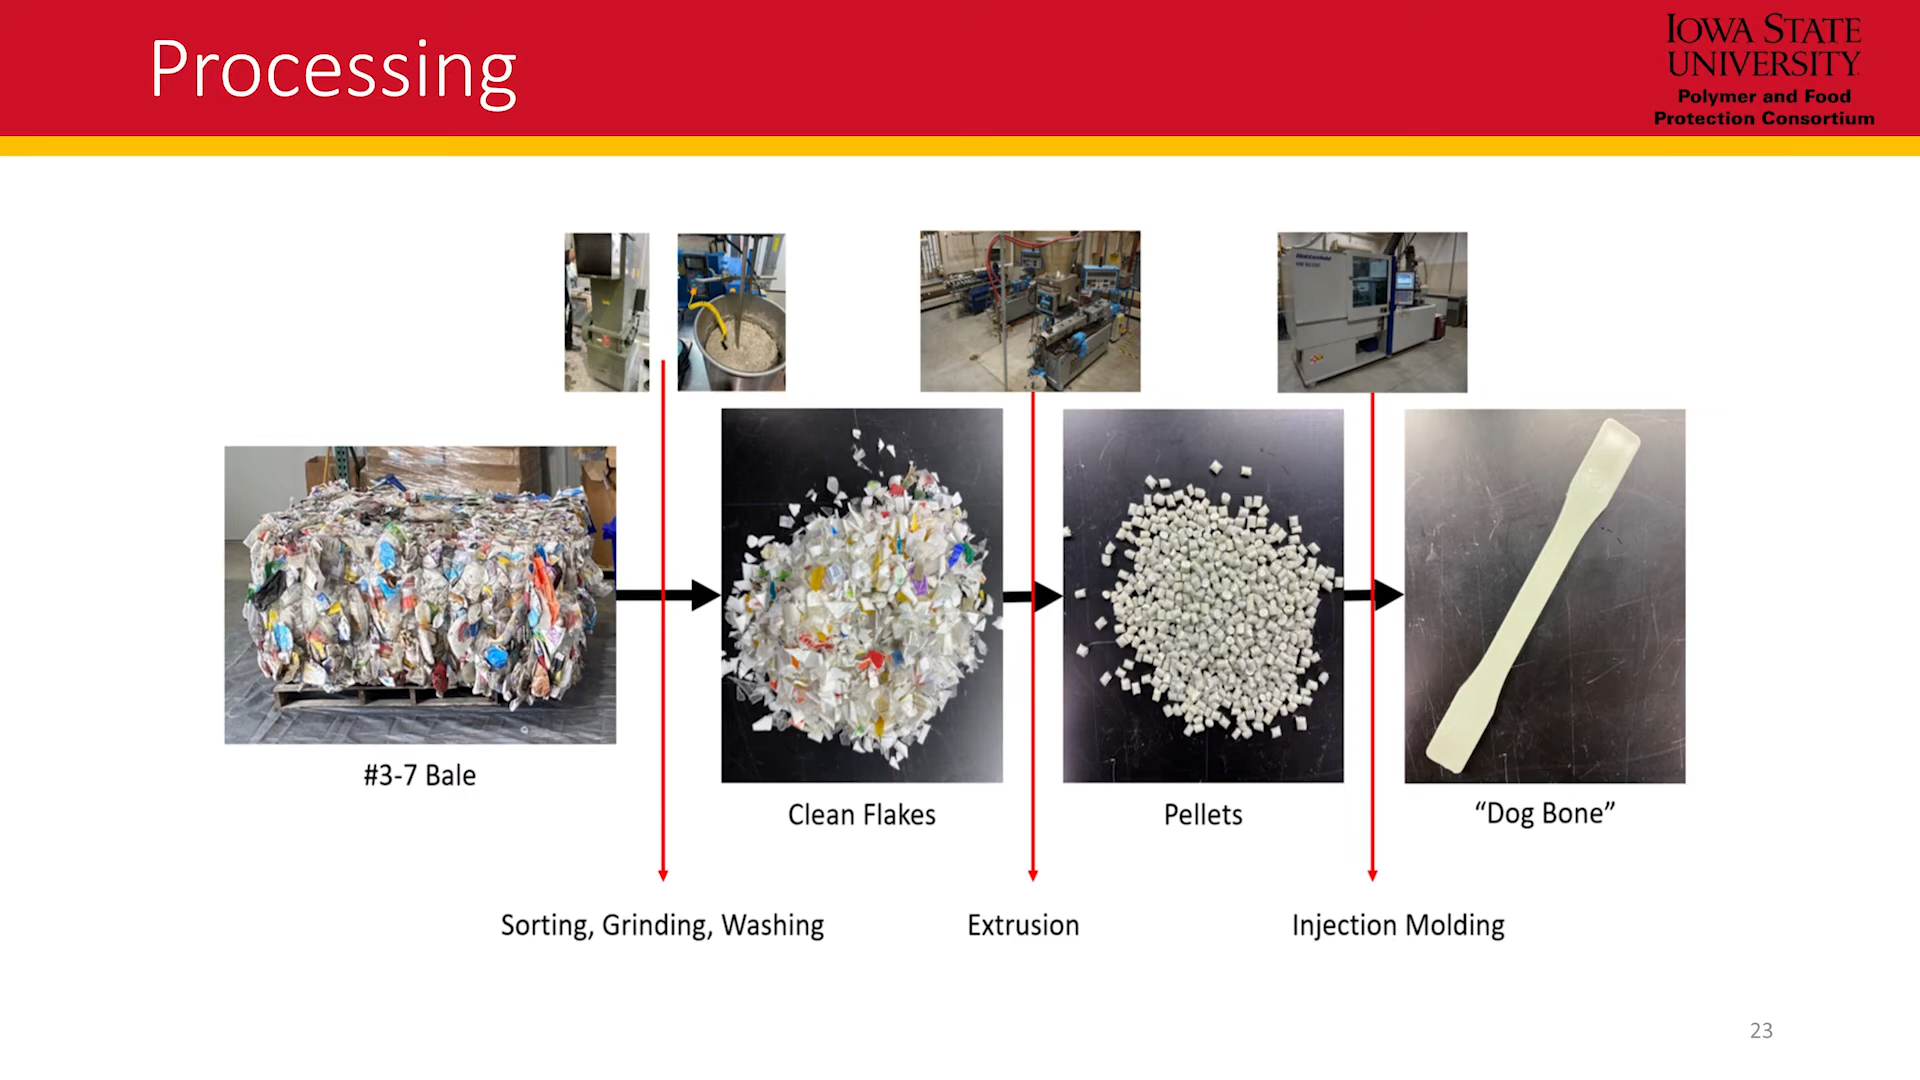 Processing
IOWA STATE
UNIVERSITY
Polymer and Food
Protection Consortium
#3-7 Bale
Clean Flakes
Pellets
“Dog Bone”
Sorting, Grinding, Washing
Extrusion
Injection Molding
23